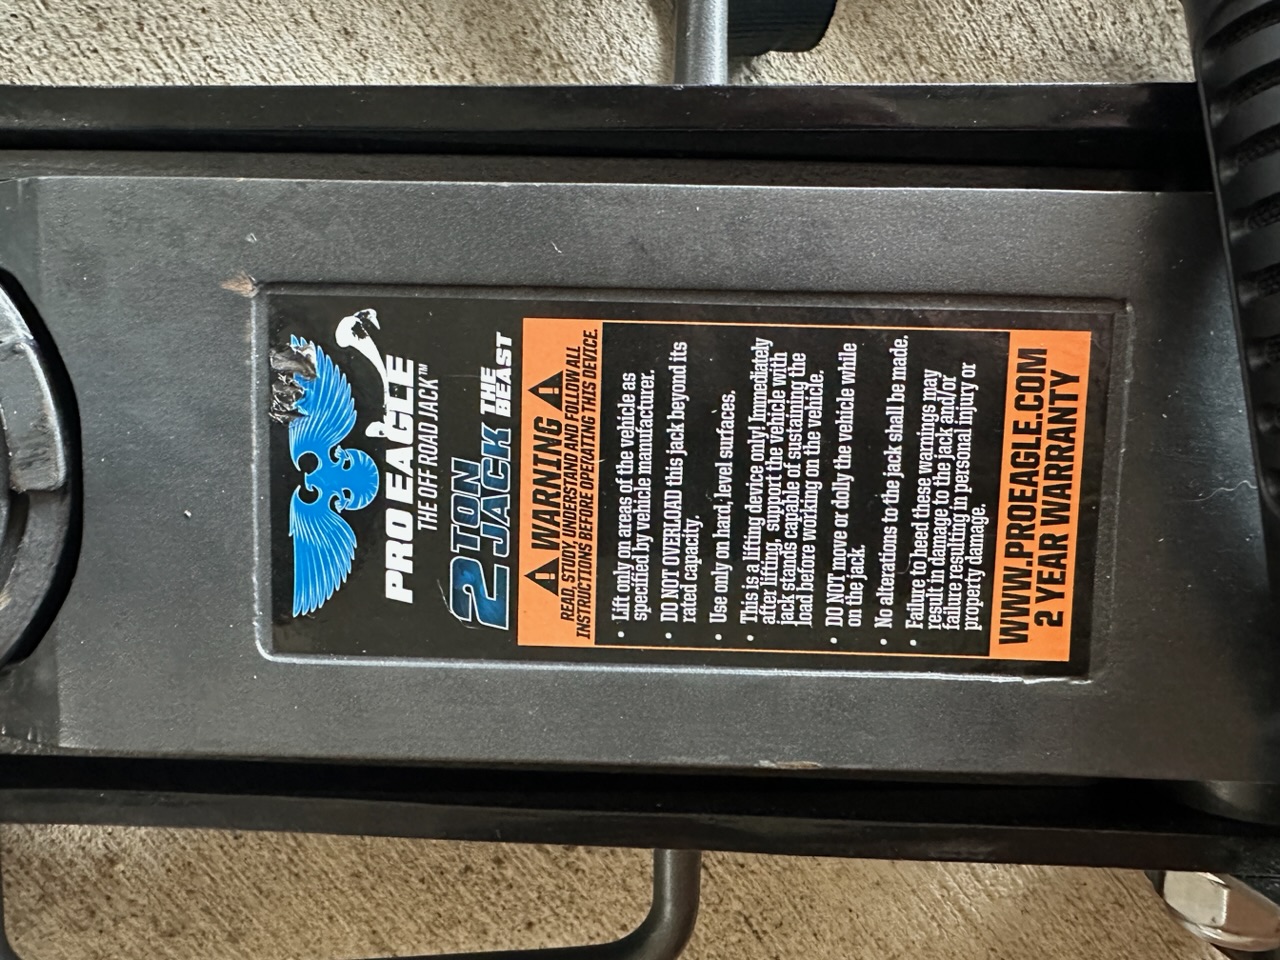 PRO EAGLE
THE OFF ROAD JACK™
2 TON
JACK
THE
BEAST
WARNING
READ, STUDY, UNDERSTAND AND FOLLOW ALL
INSTRUCTIONS BEFORE OPERATING THIS DEVICE.
• Lift only on areas of the vehicle as
specified by vehicle manufacturer.
• DO NOT OVERLOAD this jack beyond its
rated capacity.
• Use only on hard, level surfaces.
• This is a lifting device only! Immediately
after lifting, support the vehicle with
jack stands capable of sustaining the
load before working on the vehicle.
• DO NOT move or dolly the vehicle while
on the jack.
• No alterations to the jack shall be made.
• Failure to heed these warnings may
result in damage to the jack and/or
failure resulting in personal injury or
property damage.
WWW.PROEAGLE.COM
2 YEAR WARRANTY